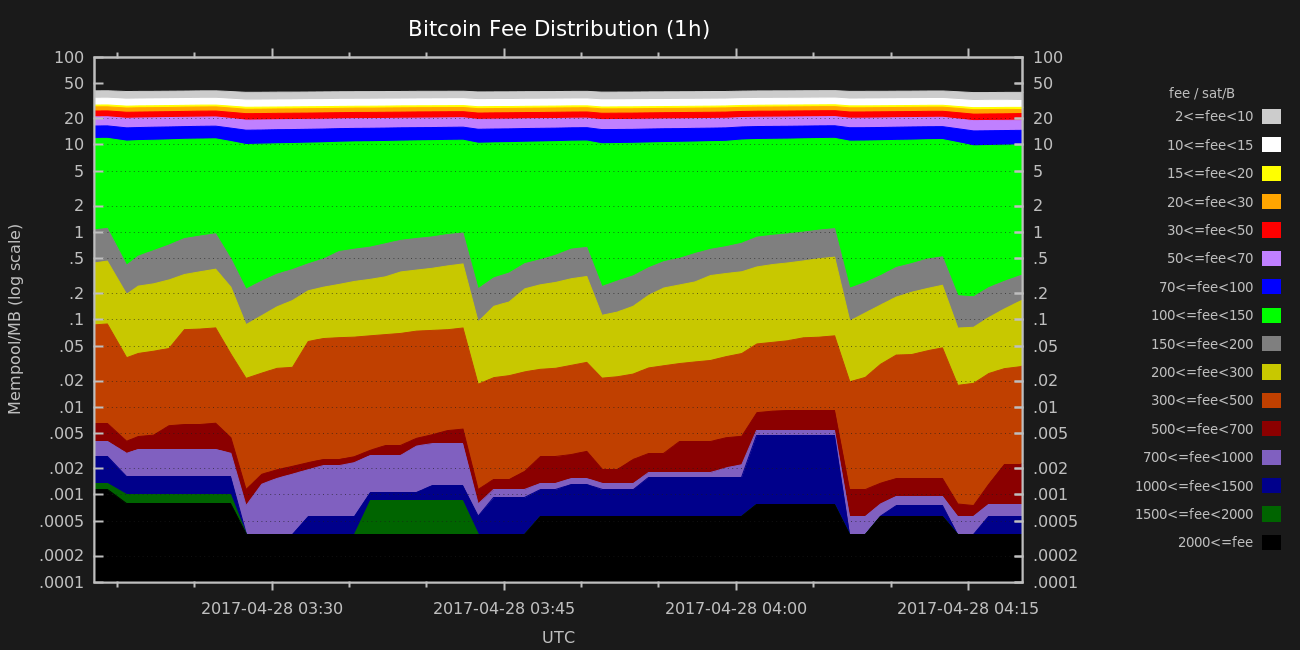 Bitcoin Fee Distribution (1h)
Mempool/MB (log scale)
100
50
20
10
5
2
1
.5
.2
.1
.05
.02
.01
.005
.002
.001
.0005
.0002
.0001
100
50
20
10
5
2
1
.5
.2
.1
.05
.02
.01
.005
.002
.001
.0005
.0002
.0001
2017-04-28 03:30
2017-04-28 03:45
2017-04-28 04:00
2017-04-28 04:15
UTC
fee / sat/B
2<=fee<10
10<=fee<15
15<=fee<20
20<=fee<30
30<=fee<50
50<=fee<70
70<=fee<100
100<=fee<150
150<=fee<200
200<=fee<300
300<=fee<500
500<=fee<700
700<=fee<1000
1000<=fee<1500
1500<=fee<2000
2000<=fee